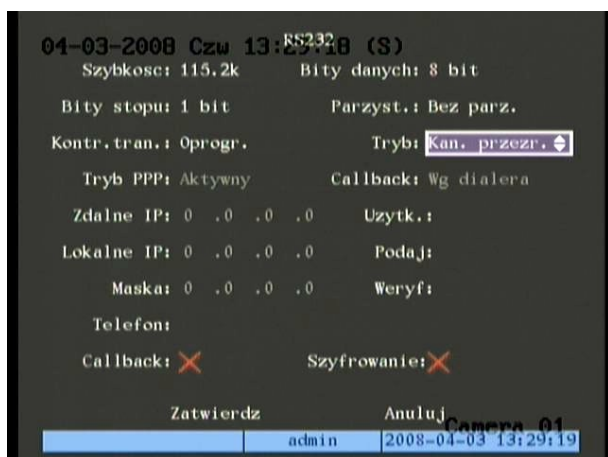 RS232
04-03-2008 Czw 13:29:18 (S)
Szybkosc: 115.2k Bity danych: 8 bit
Bity stopu: 1 bit Parzyst.: Bez parz.
Kontr.tran.: Oprogr. Tryb: Kan. przezr.
Tryb PPP: Aktywny Callback: Wg dialera
Zdalne IP: 0 .0 .0 .0 Uzytk.:
Lokalne IP: 0 .0 .0 .0 Podaj:
Maska: 0 .0 .0 .0 Weryf:
Telefon:
Callback: Szyfrowanie:
Zatwierdz Anuluj
Camera 01
admin 2008-04-03 13:29:19